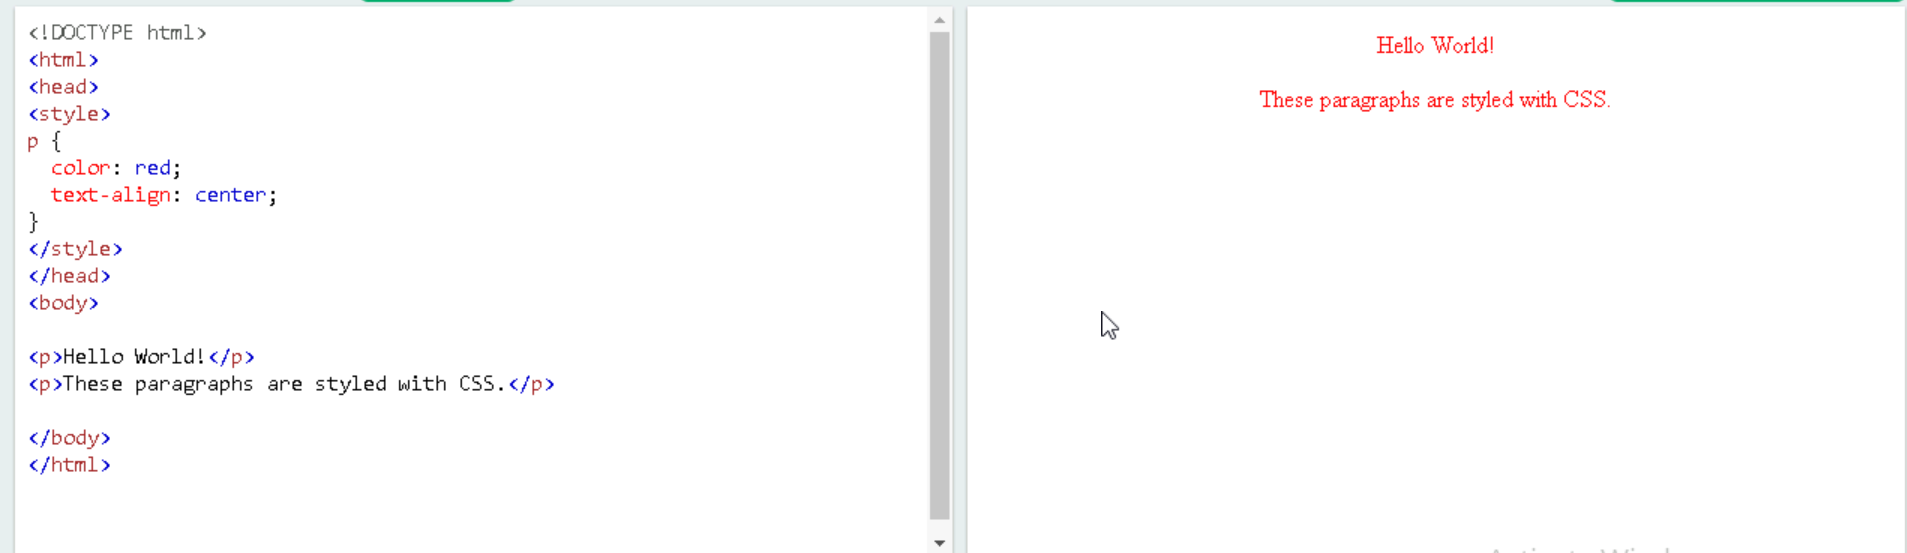 <!DOCTYPE html>
<html>
<head>
<style>
p {
  color: red;
  text-align: center;
}
</style>
</head>
<body>

<p>Hello World!</p>
<p>These paragraphs are styled with CSS.</p>

</body>
</html>
Hello World!
These paragraphs are styled with CSS.